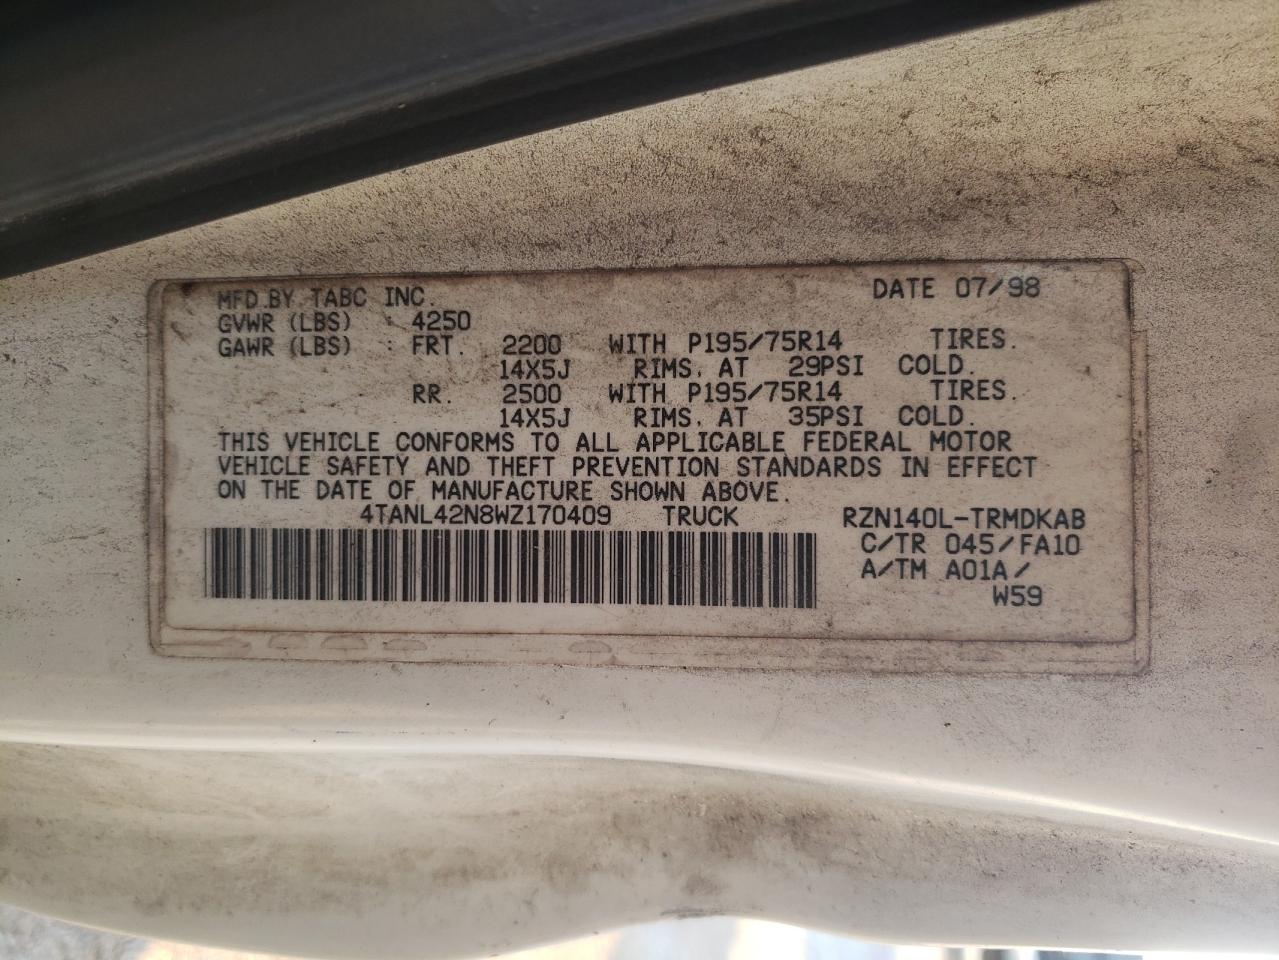 MFD.BY TABC INC. DATE 07/98
GVWR (LBS) : 4250
GAWR (LBS) : FRT. 2200 WITH P195/75R14 TIRES.
14X5J RIMS. AT 29PSI COLD.
RR. 2500 WITH P195/75R14 TIRES.
14X5J RIMS. AT 35PSI COLD.
THIS VEHICLE CONFORMS TO ALL APPLICABLE FEDERAL MOTOR
VEHICLE SAFETY AND THEFT PREVENTION STANDARDS IN EFFECT
ON THE DATE OF MANUFACTURE SHOWN ABOVE.
4TANL42N8WZ170409 TRUCK RZN140L-TRMDKAB
C/TR 045/FA10
A/TM A01A/
W59